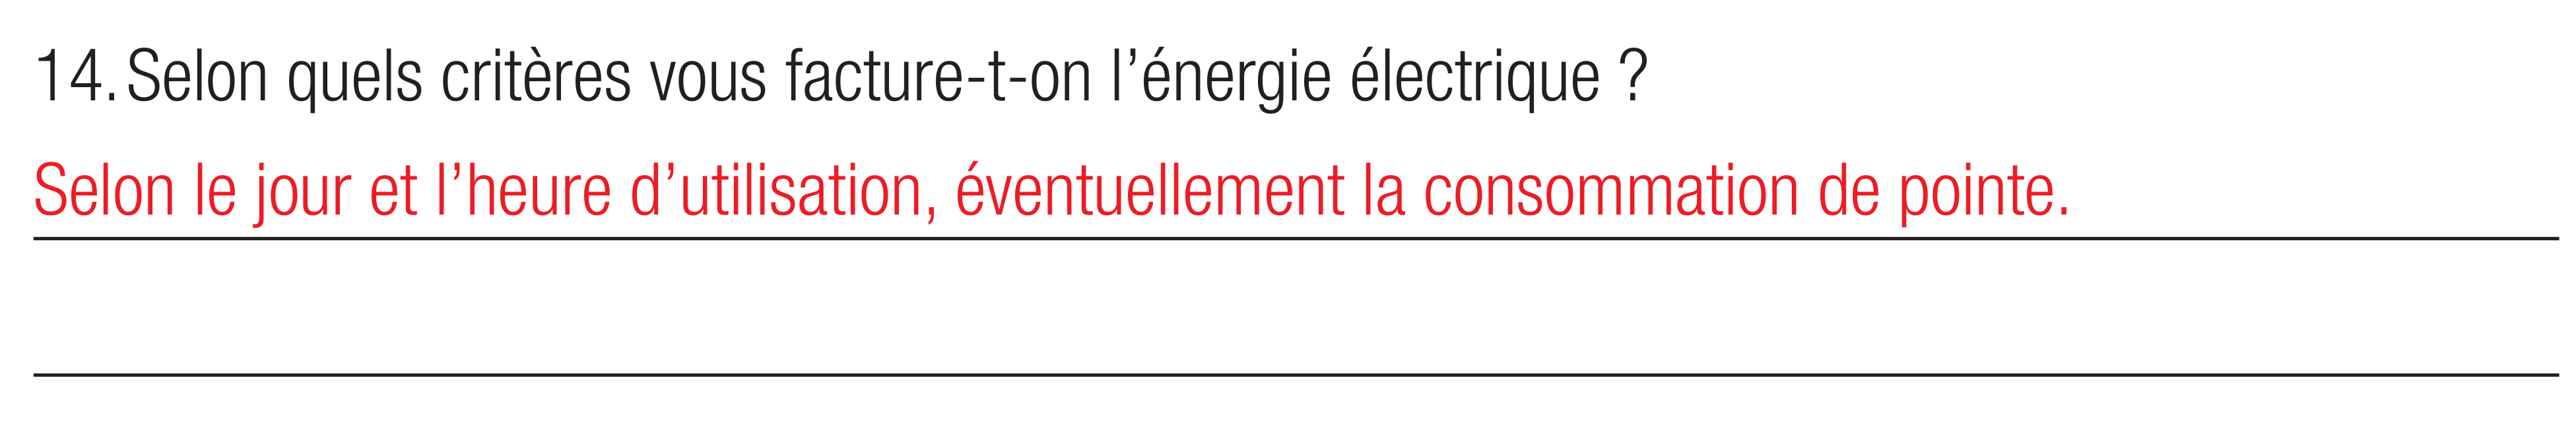 14. Selon quels critères vous facture-t-on l’énergie électrique ?
Selon le jour et l’heure d’utilisation, éventuellement la consommation de pointe.